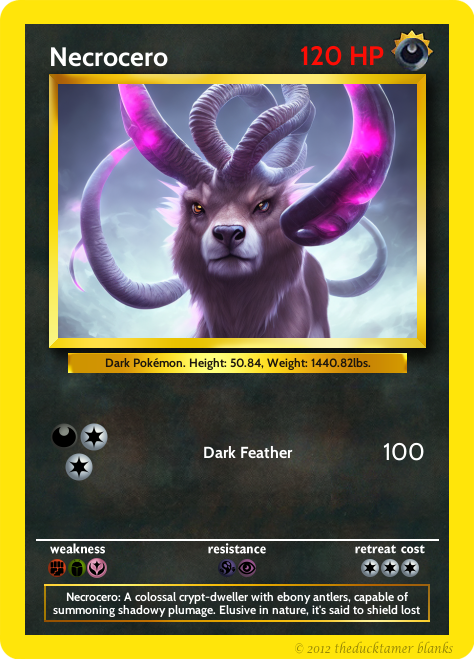 Necrocero 120 HP
Dark Pokémon. Height: 50.84, Weight: 1440.82lbs.
Dark Feather 100
weakness resistance retreat cost
Necrocero: A colossal crypt-dweller with ebony antlers, capable of
summoning shadowy plumage. Elusive in nature, it's said to shield lost
© 2012 theducktamer blanks